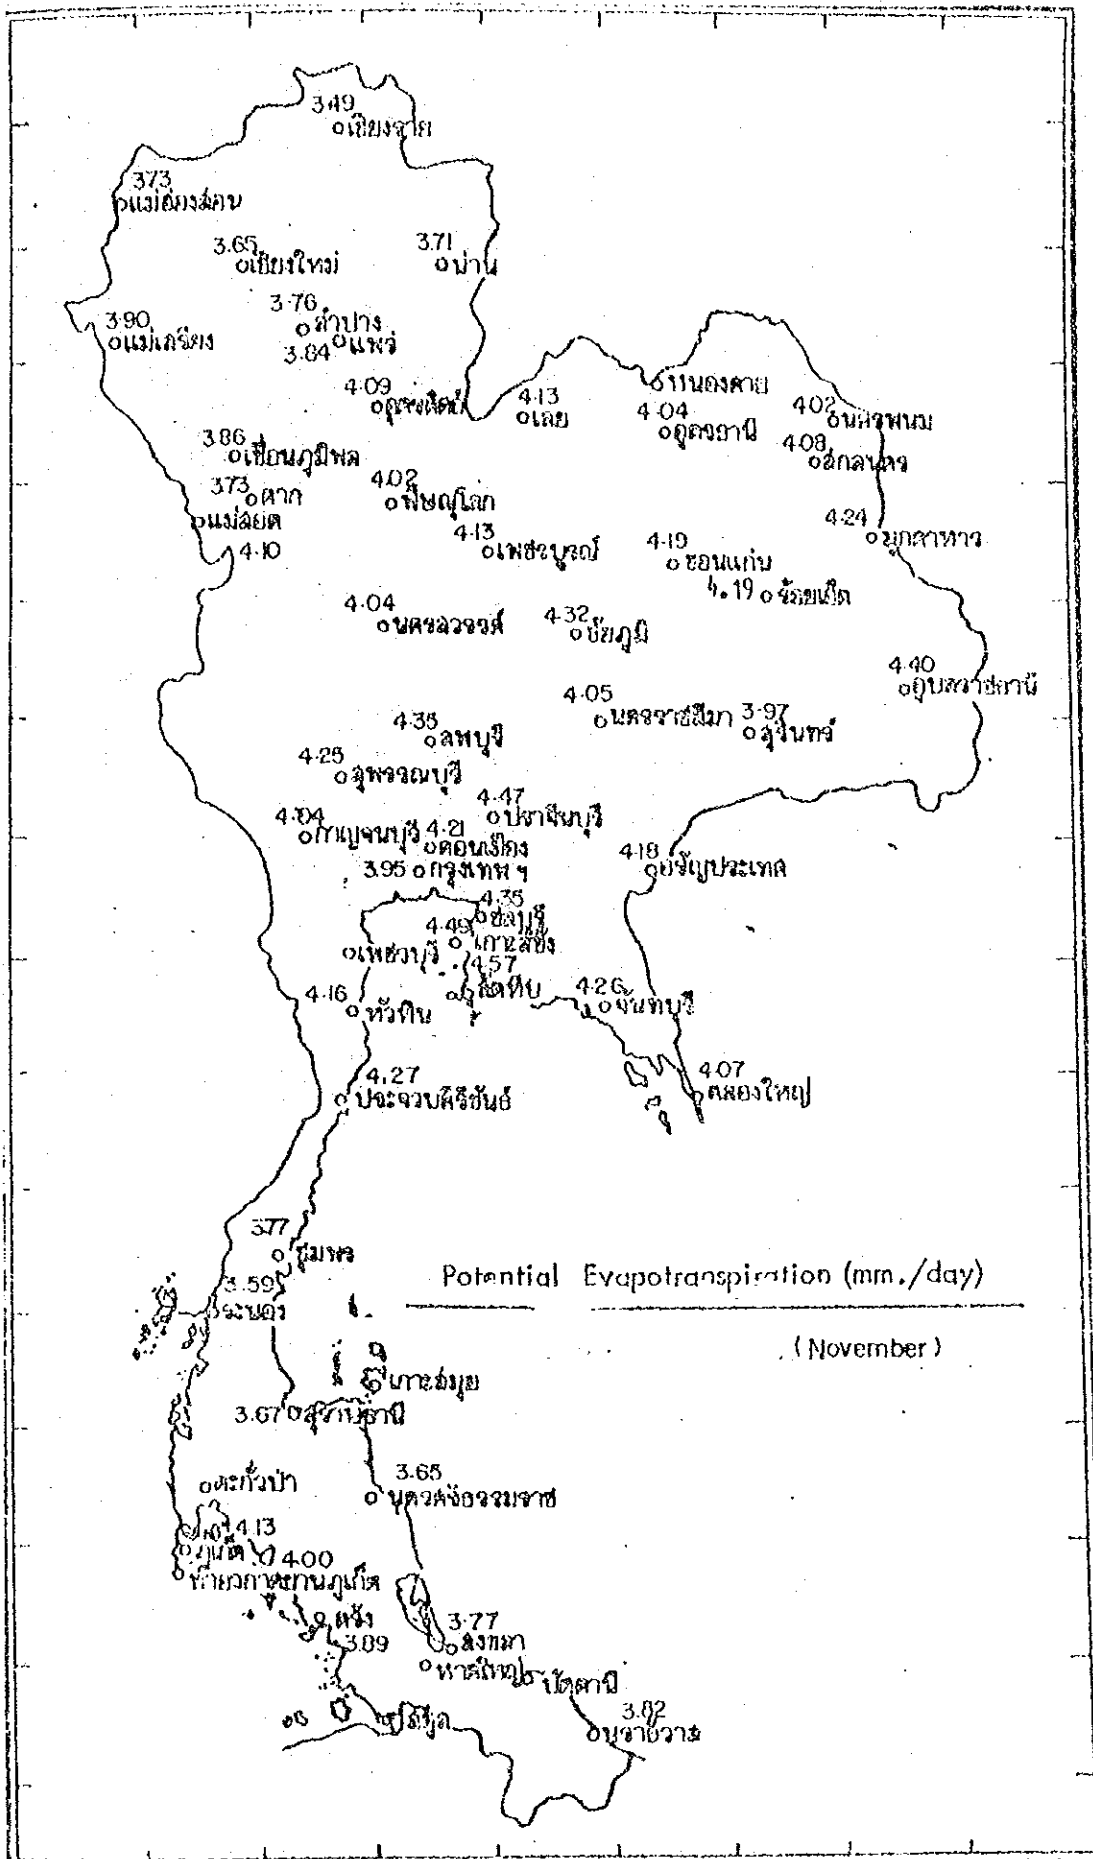 3.49
เชียงราย
3.73
แม่ฮ่องสอน
3.65
เชียงใหม่
3.71
น่าน
3.76
ลำปาง
3.90
แม่เสรียง
แพร่
3.84
4.09
อุตรดิตถ์
4.13
เลย
หนองคาย
4.04
อุดรธานี
4.02
นครพนม
4.08
สกลนคร
3.86
เขื่อนภูมิพล
3.73
ตาก
4.02
พิษณุโลก
แม่สอด
4.10
4.13
เพชรบูรณ์
4.19
ขอนแก่น
4.24
มุกดาหาร
4.19
ร้อยเอ็ด
4.04
นครสวรรค์
4.32
ชัยภูมิ
4.40
อุบลราชธานี
4.05
นครราชสีมา
3.97
สุรินทร์
4.35
ลพบุรี
4.25
สุพรรณบุรี
4.47
ปราจีนบุรี
4.04
กาญจนบุรี
4.21
ดอนเมือง
3.95
กรุงเทพฯ
4.18
อรัญประเทศ
4.35
ชลบุรี
4.49
เกาะสีชัง
เพชรบุรี
4.57
สัตหีบ
4.16
หัวหิน
4.26
จันทบุรี
4.27
ประจวบคีรีขันธ์
4.07
คลองใหญ่
3.77
ชุมพร
3.59
ระนอง
Potential Evapotranspiration (mm./day)
(November)
เกาะสมุย
3.67
สุราษธานี
ตะกั่วป่า
3.65
นครศรีธรรมราช
4.13
ภูเก็ต
4.00
ท่าอากาศยานภูเก็ต
ตรัง
3.89
3.77
สงขลา
หาดใหญ่
ปัตตานี
สตูล
3.82
นราธิวาส